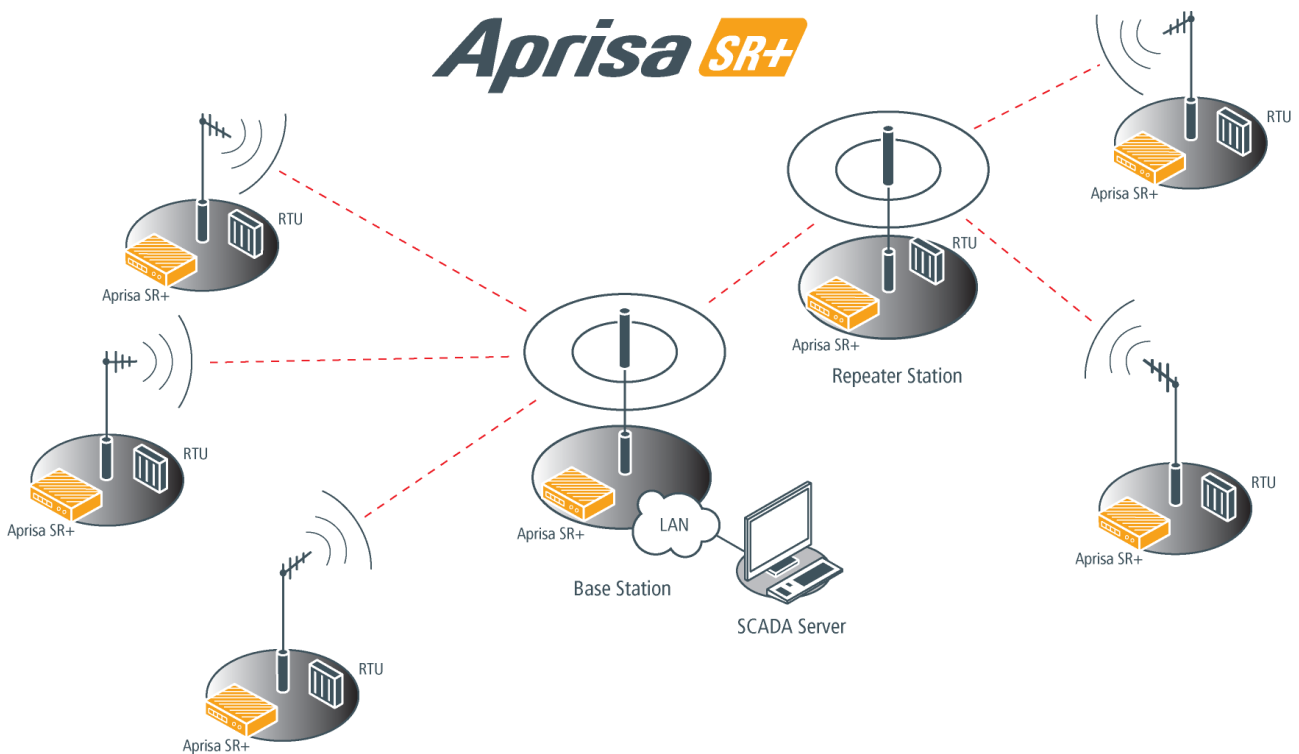 Aprisa SR+
RTU
Aprisa SR+
RTU
Aprisa SR+
RTU
Aprisa SR+
Repeater Station
RTU
Aprisa SR+
RTU
Aprisa SR+
LAN
Aprisa SR+
Base Station
SCADA Server
RTU
Aprisa SR+